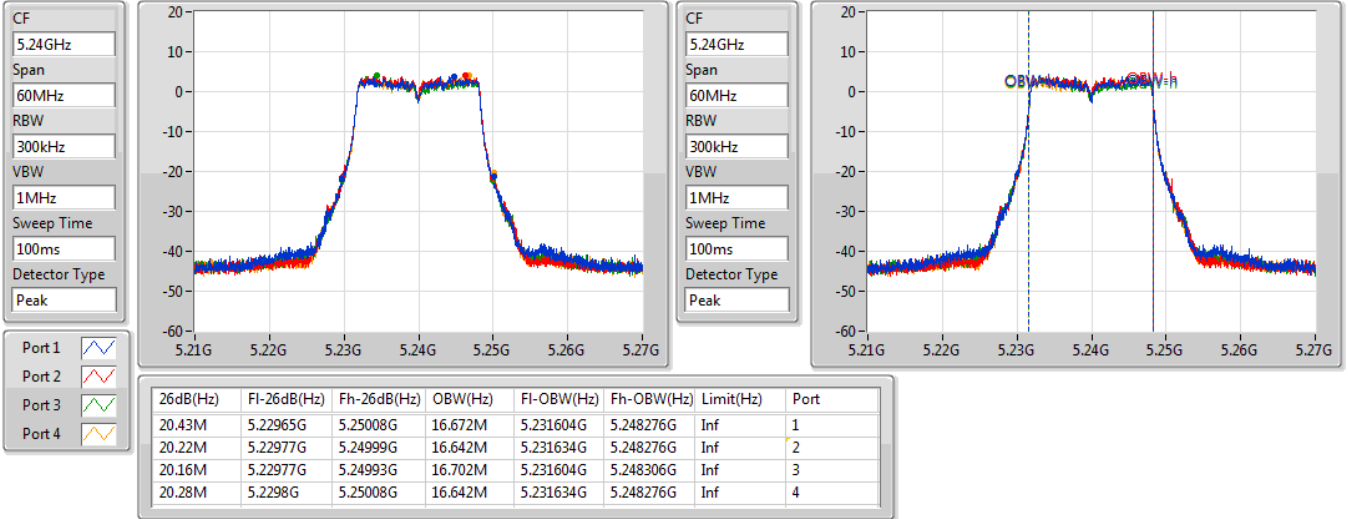 CF
5.24GHz
Span
60MHz
RBW
300kHz
VBW
1MHz
Sweep Time
100ms
Detector Type
Peak
Port 1
Port 2
Port 3
Port 4
20
10
0
-10
-20
-30
-40
-50
-60
5.21G 5.22G 5.23G 5.24G 5.25G 5.26G 5.27G
CF
5.24GHz
Span
60MHz
RBW
300kHz
VBW
1MHz
Sweep Time
100ms
Detector Type
Peak
20
10
0
-10
-20
-30
-40
-50
-60
5.21G 5.22G 5.23G 5.24G 5.25G 5.26G 5.27G
26dB(Hz) Fl-26dB(Hz) Fh-26dB(Hz) OBW(Hz) Fl-OBW(Hz) Fh-OBW(Hz) Limit(Hz) Port
20.43M 5.22965G 5.25008G 16.672M 5.231604G 5.248276G Inf 1
20.22M 5.22977G 5.24999G 16.642M 5.231634G 5.248276G Inf 2
20.16M 5.22977G 5.24993G 16.702M 5.231604G 5.248306G Inf 3
20.28M 5.2298G 5.25008G 16.642M 5.231634G 5.248276G Inf 4